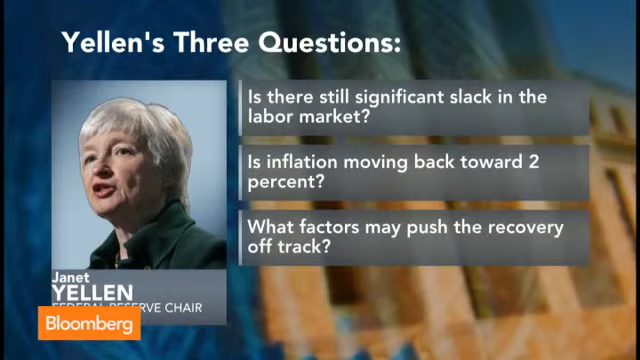 Yellen's Three Questions:
Is there still significant slack in the
labor market?
Is inflation moving back toward 2
percent?
What factors may push the recovery
off track?
Janet
YELLEN
FEDERAL RESERVE CHAIR
Bloomberg